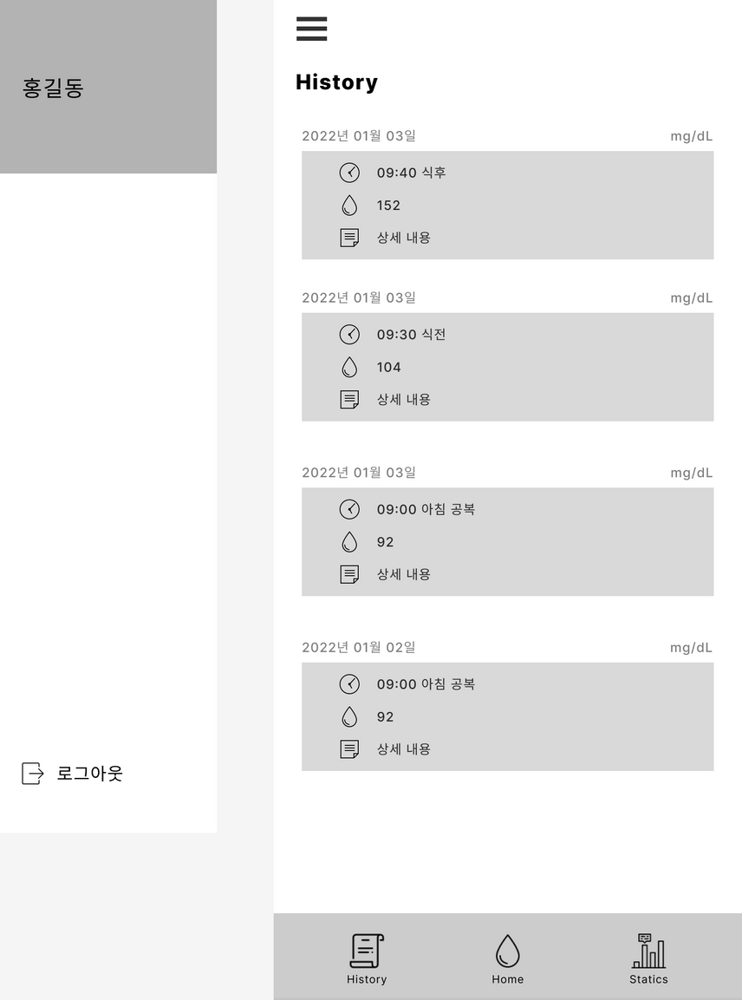 홍길동
로그아웃
History
2022년 01월 03일 mg/dL
09:40 식후
152
상세 내용
2022년 01월 03일 mg/dL
09:30 식전
104
상세 내용
2022년 01월 03일 mg/dL
09:00 아침 공복
92
상세 내용
2022년 01월 02일 mg/dL
09:00 아침 공복
92
상세 내용
History Home Statics